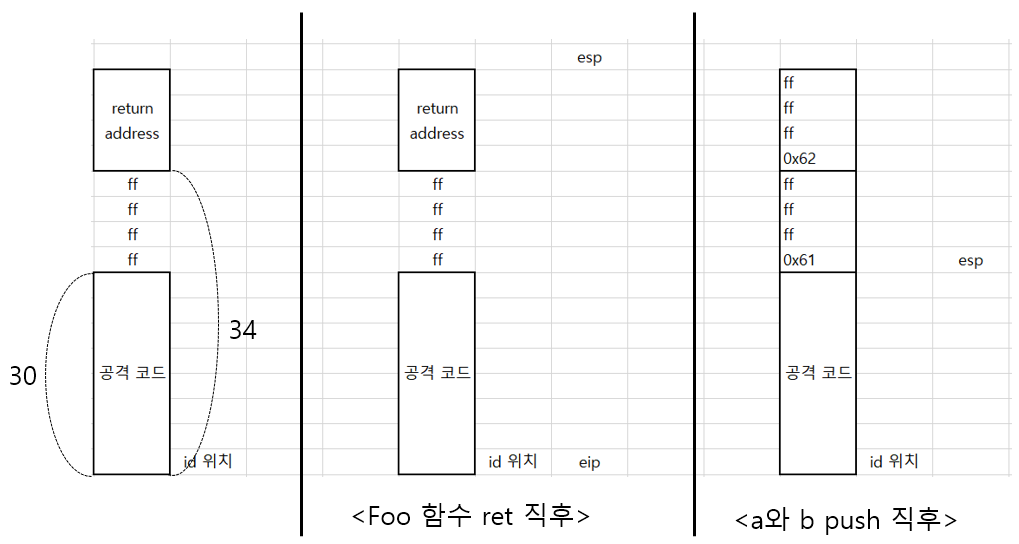 return
address
ff
ff
ff
ff
30
34
공격 코드
id 위치
esp
return
address
ff
ff
ff
ff
공격 코드
id 위치
eip
<Foo 함수 ret 직후>
ff
ff
ff
0x62
ff
ff
ff
0x61
esp
공격 코드
id 위치
<a와 b push 직후>